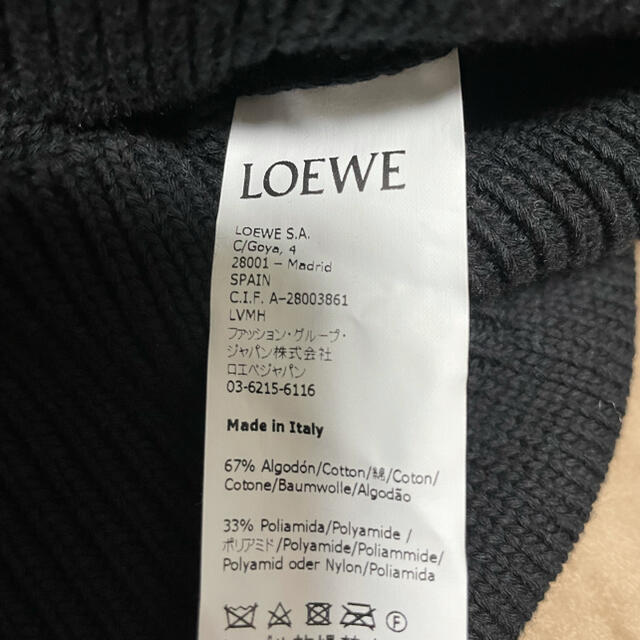 LOEWE
LOEWE S.A.
C/Goya, 4
28001 – Madrid
SPAIN
C.I.F. A-28003861
LVMH
ファッション・グループ・
ジャパン株式会社
ロエベジャパン
03-6215-6116
Made in Italy
67% Algodón/Cotton/綿/Coton/
Cotone/Baumwolle/Algodão
33% Poliamida/Polyamide /
ポリアミド/Polyamide/Poliammide/
Polyamid oder Nylon/Poliamida
F